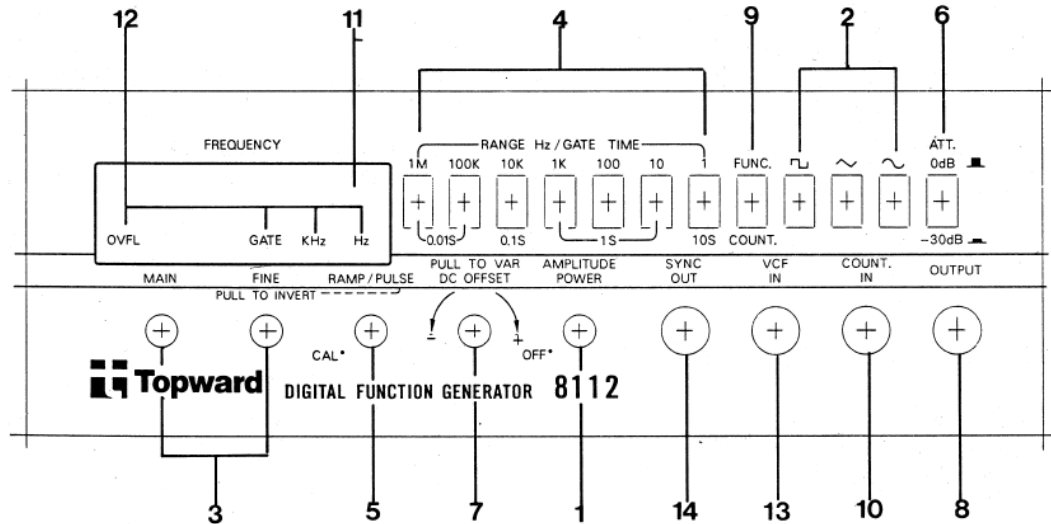 12 11 4 9 2 6
FREQUENCY
RANGE Hz/GATE TIME
ATT.
1M 100K 10K 1K 100 10 1 FUNC. 0dB
OVFL GATE KHz Hz
0.01S 0.1S 1S 10S COUNT. -30dB
MAIN FINE RAMP/PULSE PULL TO VAR DC OFFSET AMPLITUDE POWER SYNC OUT VCF IN COUNT. IN OUTPUT
PULL TO INVERT
- +
CAL OFF
Topward DIGITAL FUNCTION GENERATOR 8112
3 5 7 1 14 13 10 8